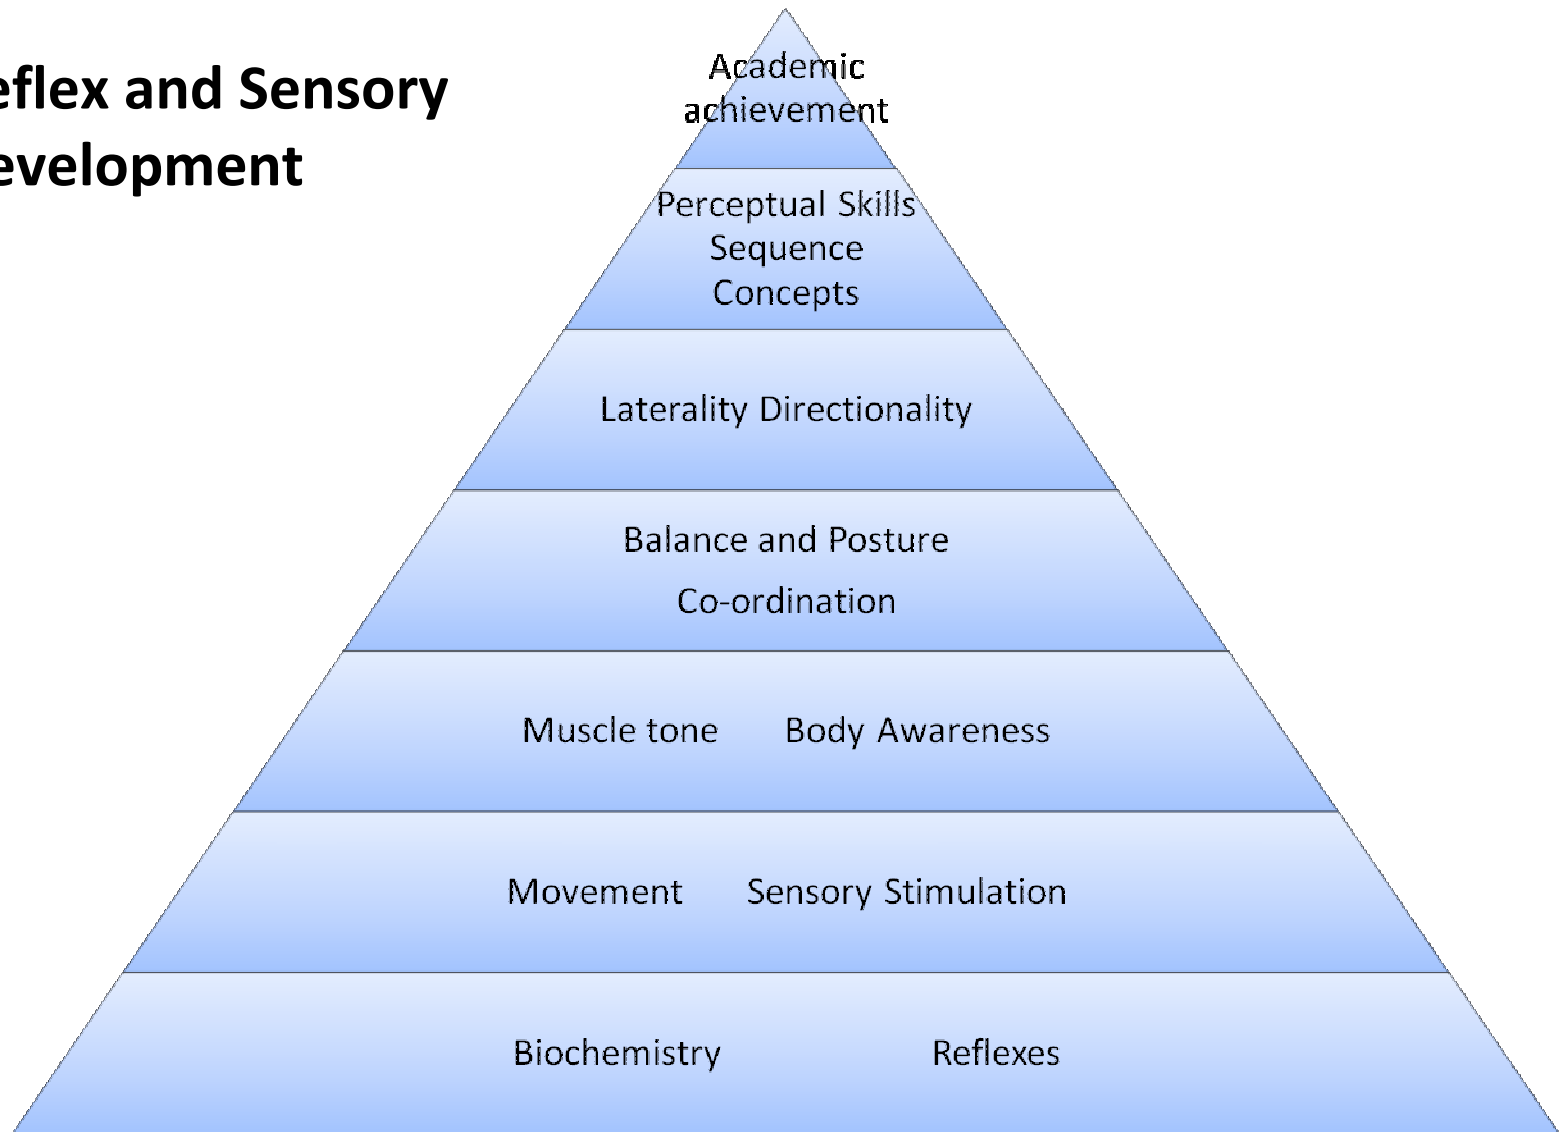 eflex and Sensory
evelopment
Academic
achievement
Perceptual Skills
Sequence
Concepts
Laterality Directionality
Balance and Posture
Co-ordination
Muscle tone Body Awareness
Movement Sensory Stimulation
Biochemistry Reflexes